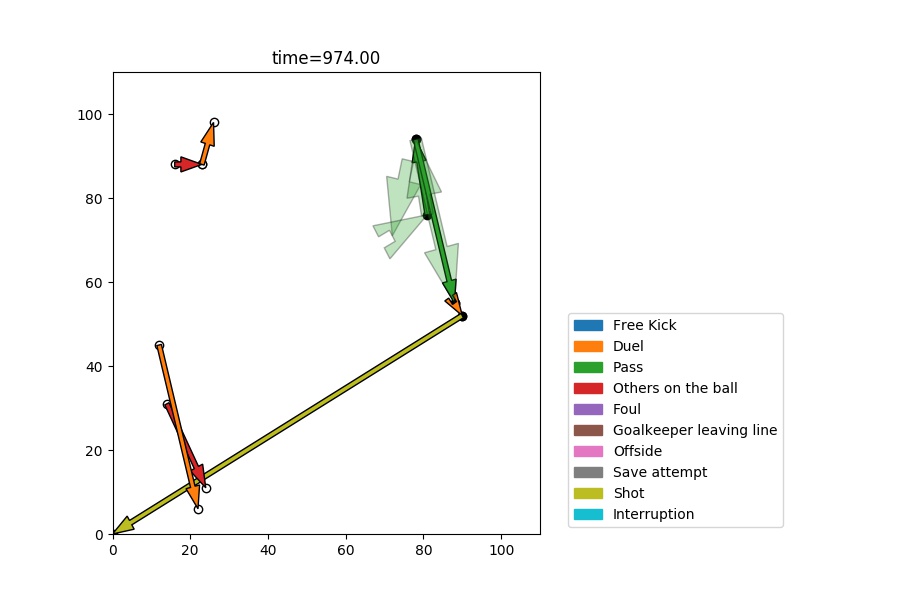 time=974.00
100
80
60
40
20
0
0
20
40
60
80
100
Free Kick
Duel
Pass
Others on the ball
Foul
Goalkeeper leaving line
Offside
Save attempt
Shot
Interruption